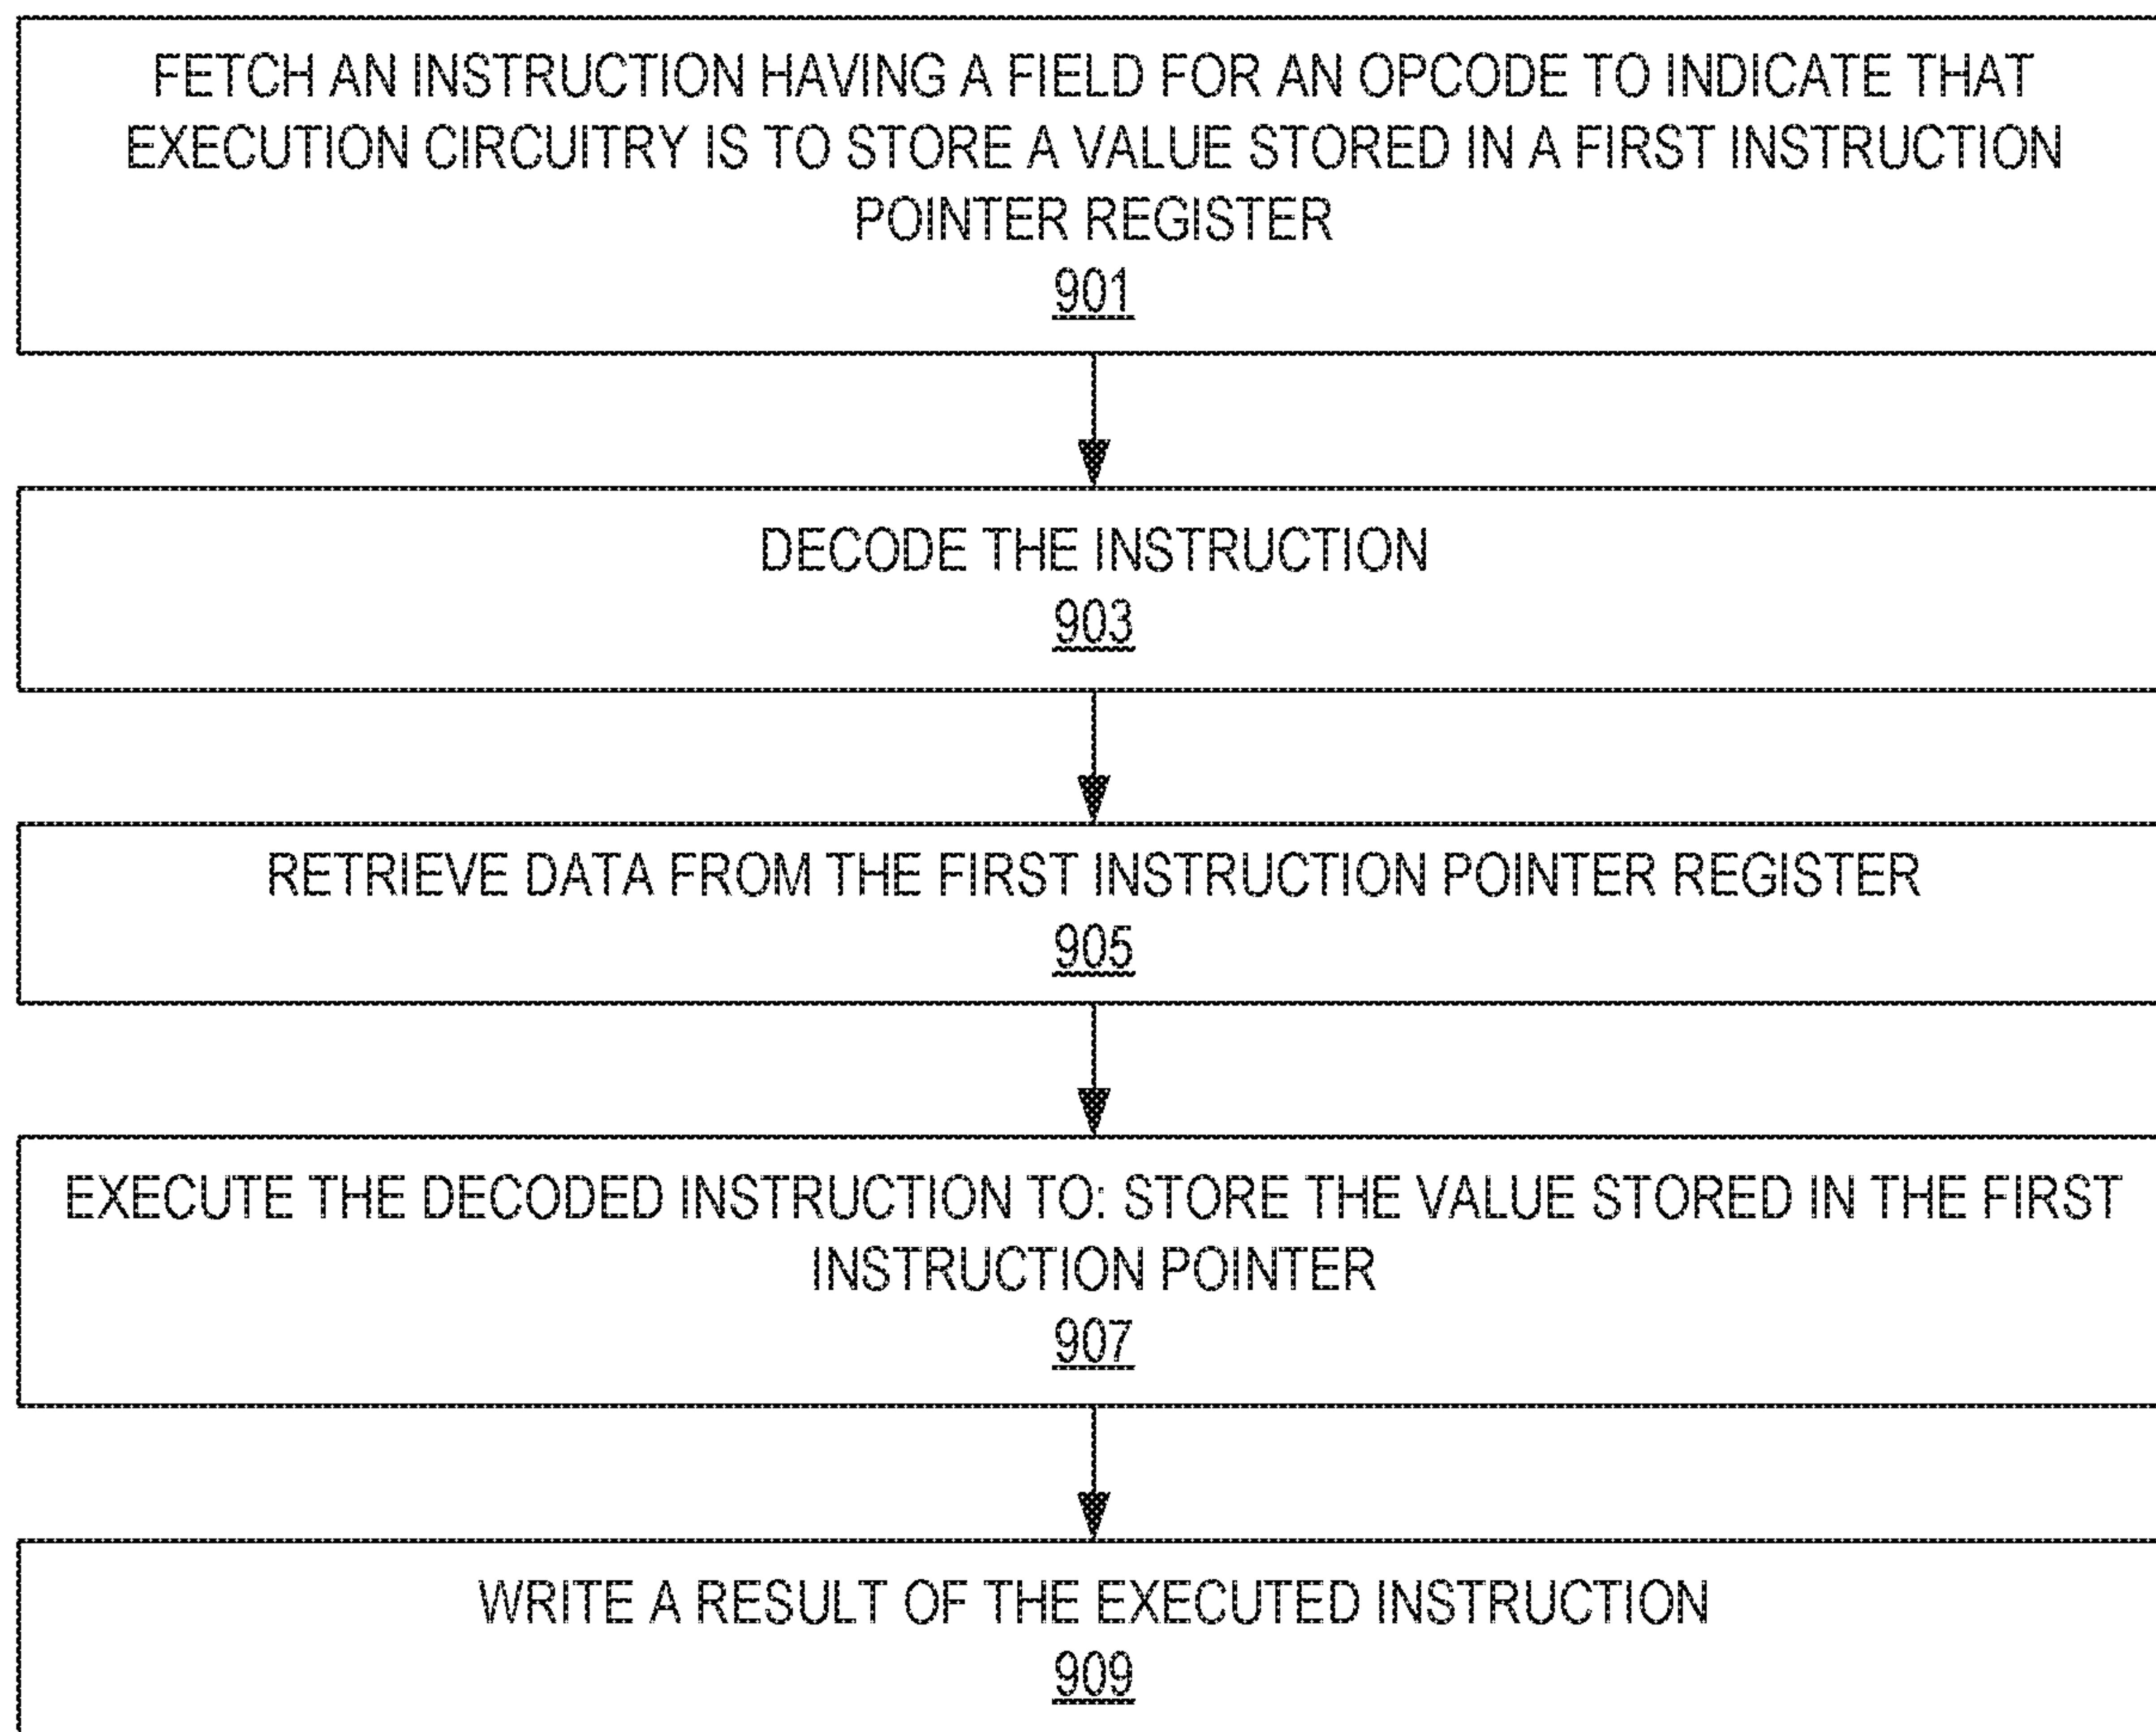 FETCH AN INSTRUCTION HAVING A FIELD FOR AN OPCODE TO INDICATE THAT
EXECUTION CIRCUITRY IS TO STORE A VALUE STORED IN A FIRST INSTRUCTION
POINTER REGISTER
901
DECODE THE INSTRUCTION
903
RETRIEVE DATA FROM THE FIRST INSTRUCTION POINTER REGISTER
905
EXECUTE THE DECODED INSTRUCTION TO: STORE THE VALUE STORED IN THE FIRST
INSTRUCTION POINTER
907
WRITE A RESULT OF THE EXECUTED INSTRUCTION
909